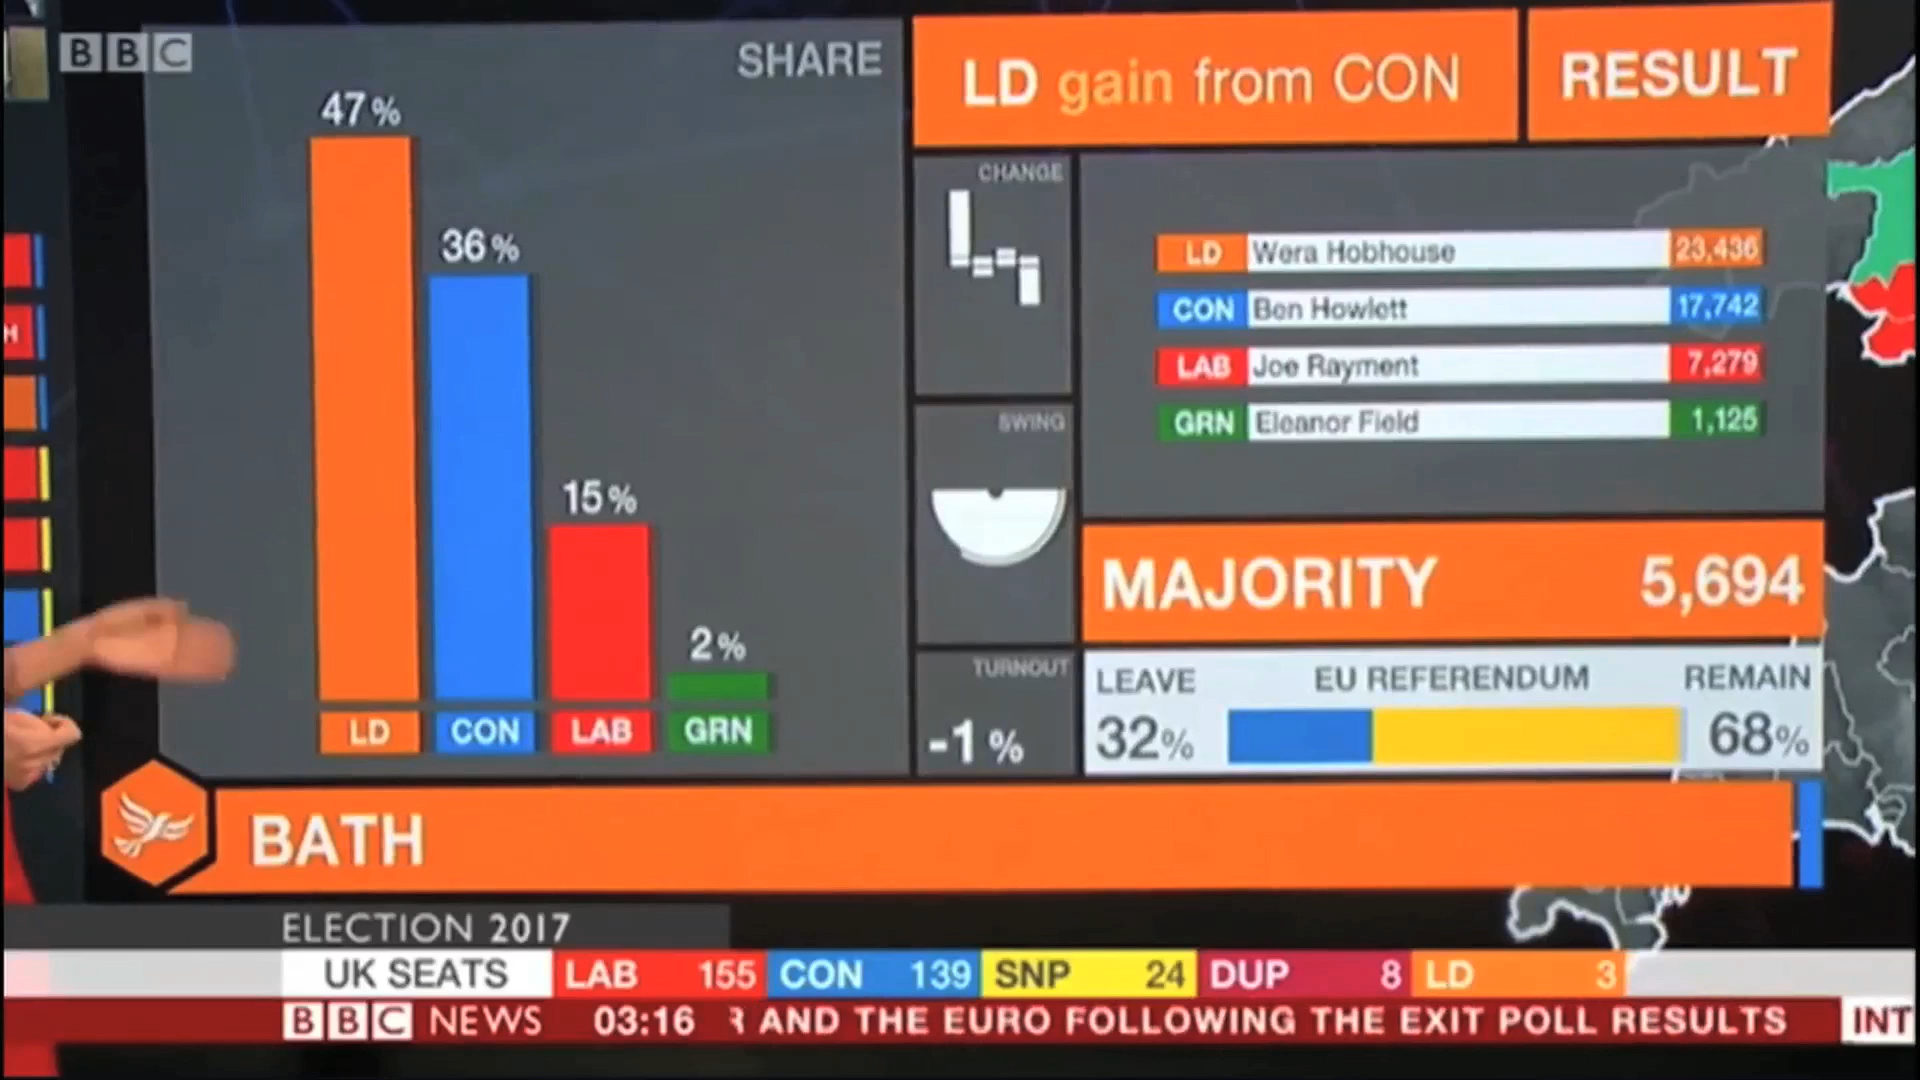 BBC
SHARE
LD gain from CON
RESULT
47%
36%
15%
2%
LD
CON
LAB
GRN
CHANGE
SWING
TURNOUT
-1%
LD Wera Hobhouse 23,436
CON Ben Howlett 17,742
LAB Joe Rayment 7,279
GRN Eleanor Field 1,125
MAJORITY 5,694
LEAVE EU REFERENDUM REMAIN
32% 68%
BATH
H
ELECTION 2017
UK SEATS LAB 155 CON 139 SNP 24 DUP 8 LD 3
BBC NEWS 03:16 AND THE EURO FOLLOWING THE EXIT POLL RESULTS INT